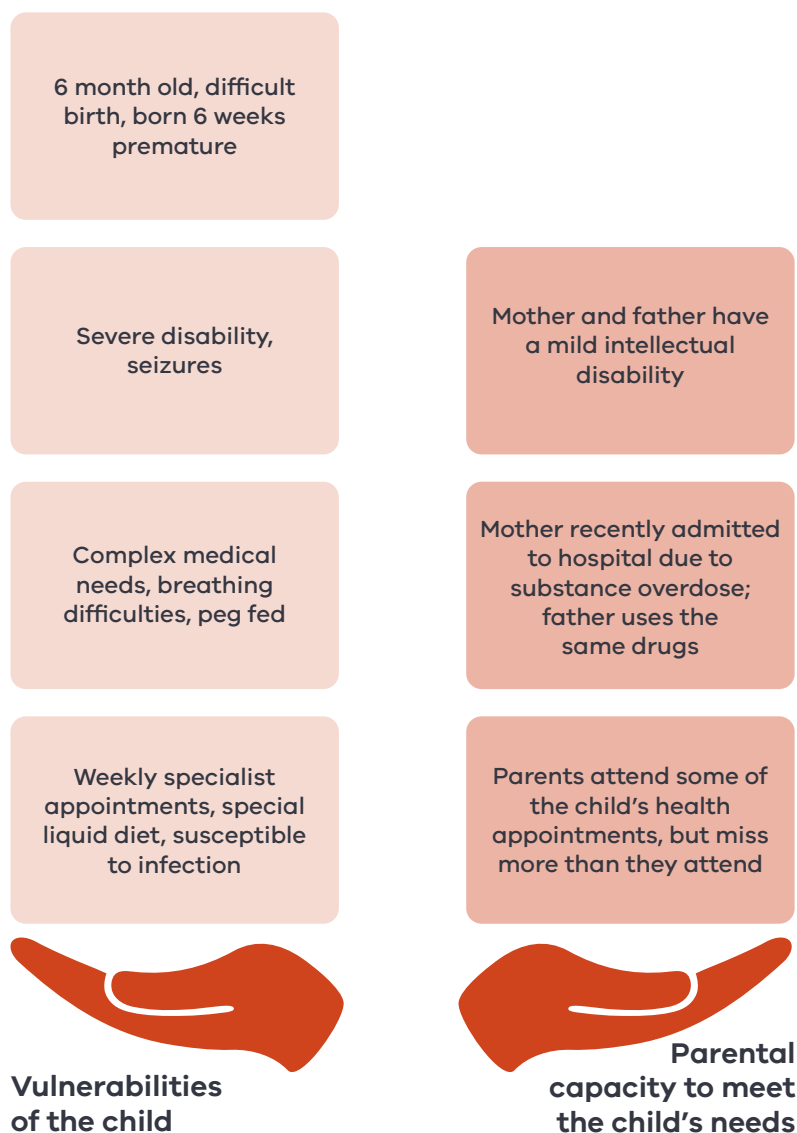 6 month old, difficult
birth, born 6 weeks
premature
Severe disability,
seizures
Complex medical
needs, breathing
difficulties, peg fed
Weekly specialist
appointments, special
liquid diet, susceptible
to infection
Vulnerabilities
of the child
Mother and father have
a mild intellectual
disability
Mother recently admitted
to hospital due to
substance overdose;
father uses the
same drugs
Parents attend some of
the child’s health
appointments, but miss
more than they attend
Parental
capacity to meet
the child’s needs